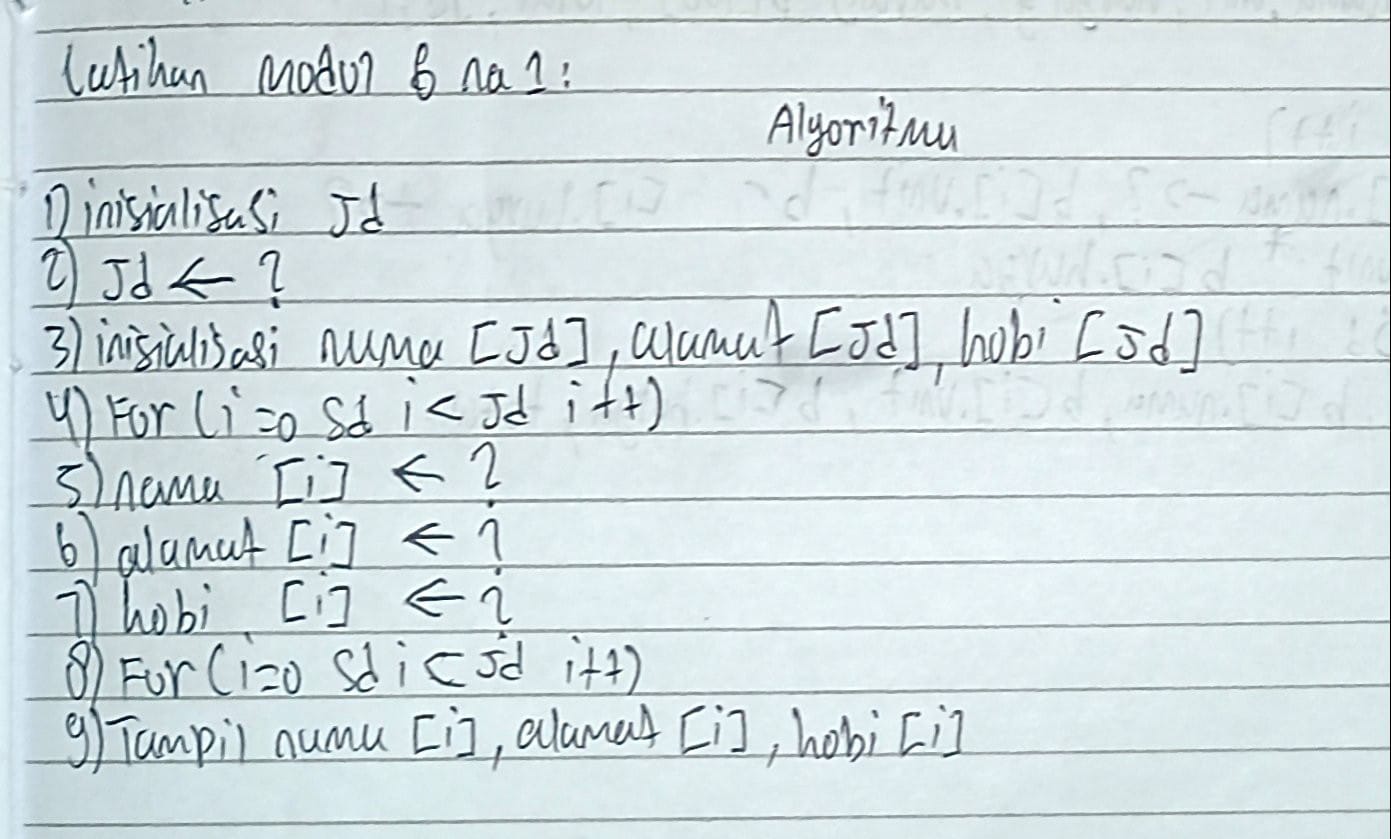 Latihan modul 6 no 1:
Algoritma
1) inisialisasi Jd
2) Jd ← ?
3) inisialisasi nama [Jd], alamat [Jd], hobi [Jd]
4) For (i=0 sd i < Jd i++)
5) nama [i] ← ?
6) alamat [i] ← ?
7) hobi [i] ← ?
8) For (i=0 sd i < Jd i++)
9) Tampil nama [i], alamat [i], hobi [i]